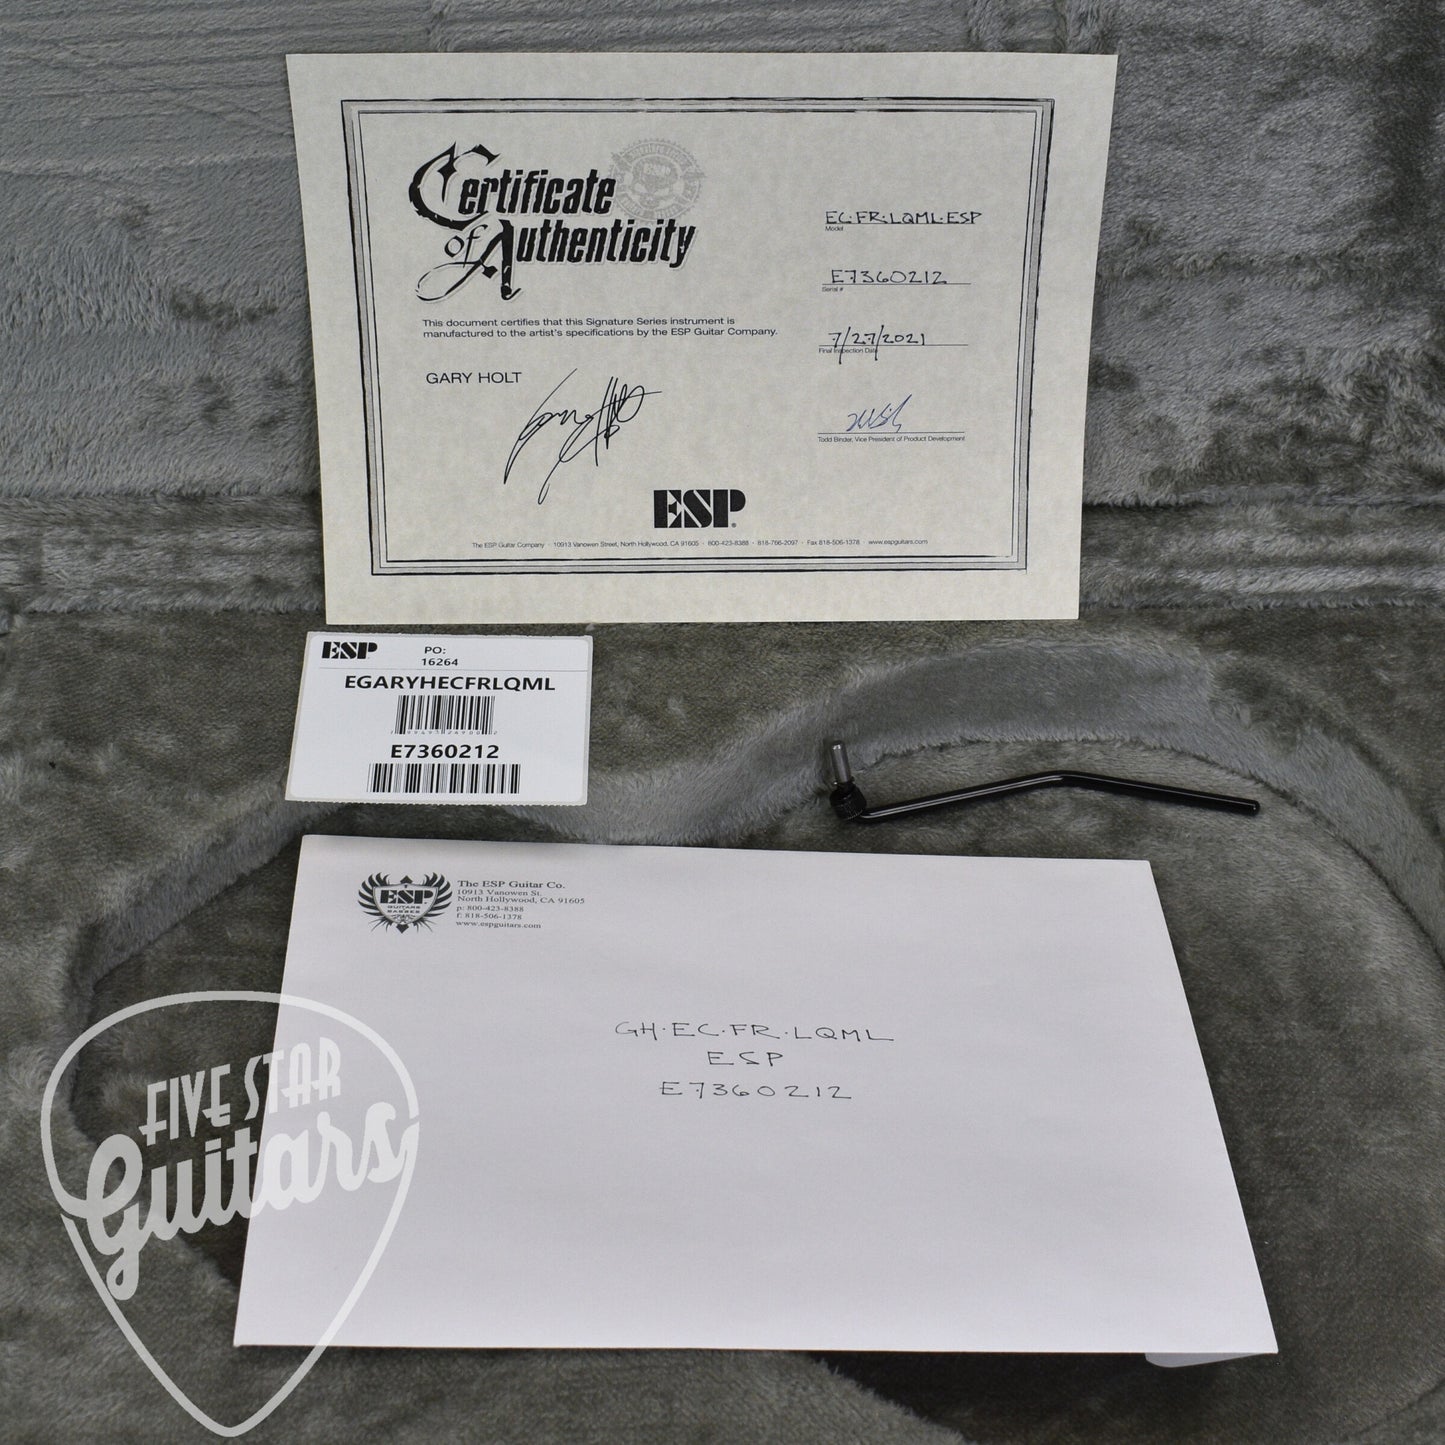 Certificate
of Authenticity
This document certifies that this Signature Series instrument is
manufactured to the artist's specifications by the ESP Guitar Company.
GARY HOLT
EC·FR·LQML·ESP
Model
E7360212
Serial #
7/27/2021
Final Inspection Date
Todd Binder, Vice President of Product Development
ESP
The ESP Guitar Company · 10913 Vanowen Street, North Hollywood, CA 91605 · 800-423-8388 · 818-766-2097 · Fax 818-506-1378 · www.espguitars.com
ESP
PO:
16264
EGARYHECFRLQML
E7360212
ESP
GUITARS
BASSES
The ESP Guitar Co.
10913 Vanowen St.
North Hollywood, CA 91605
p: 800-423-8388
f: 818-506-1378
www.espguitars.com
GH·EC·FR·LQML
ESP
E7360212
FIVE STAR
Guitars